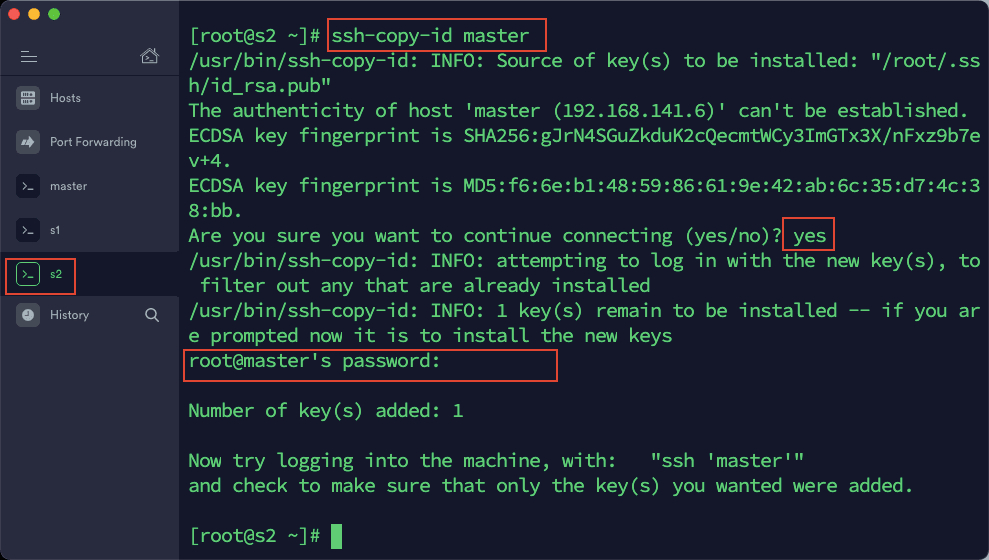 Hosts
Port Forwarding
master
s1
s2
History
[root@s2 ~]# ssh-copy-id master
/usr/bin/ssh-copy-id: INFO: Source of key(s) to be installed: "/root/.ss
h/id_rsa.pub"
The authenticity of host 'master (192.168.141.6)' can't be established.
ECDSA key fingerprint is SHA256:gJrN4SGuZkduK2cQecmtWCy3ImGTx3X/nFxz9b7e
v+4.
ECDSA key fingerprint is MD5:f6:6e:b1:48:59:86:61:9e:42:ab:6c:35:d7:4c:3
8:bb.
Are you sure you want to continue connecting (yes/no)? yes
/usr/bin/ssh-copy-id: INFO: attempting to log in with the new key(s), to
 filter out any that are already installed
/usr/bin/ssh-copy-id: INFO: 1 key(s) remain to be installed -- if you ar
e prompted now it is to install the new keys
root@master's password:
Number of key(s) added: 1
Now try logging into the machine, with:   "ssh 'master'"
and check to make sure that only the key(s) you wanted were added.
[root@s2 ~]#